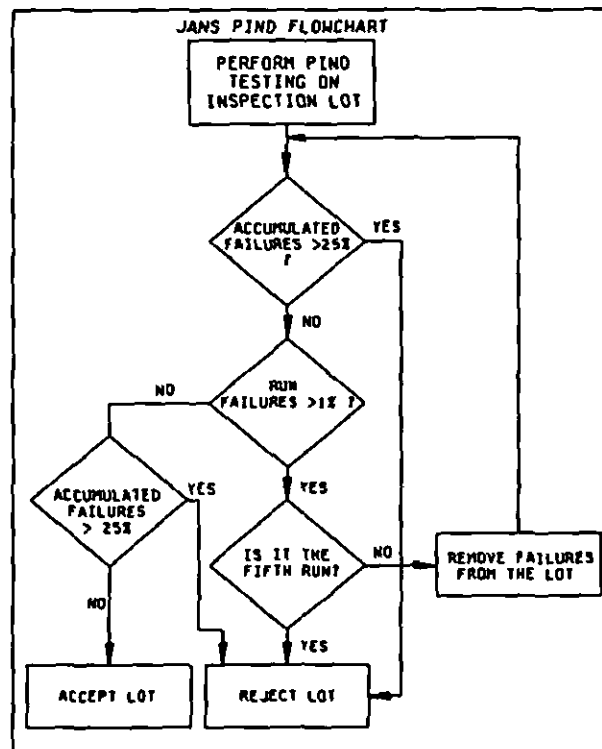 JANS PIND FLOWCHART
PERFORM PIND
TESTING ON
INSPECTION LOT
ACCUMULATED
FAILURES >25%
?
YES
NO
RUN
FAILURES >1% ?
NO
YES
ACCUMULATED
FAILURES
> 25%
YES
NO
IS IT THE
FIFTH RUN?
NO
YES
REMOVE FAILURES
FROM THE LOT
ACCEPT LOT
REJECT LOT